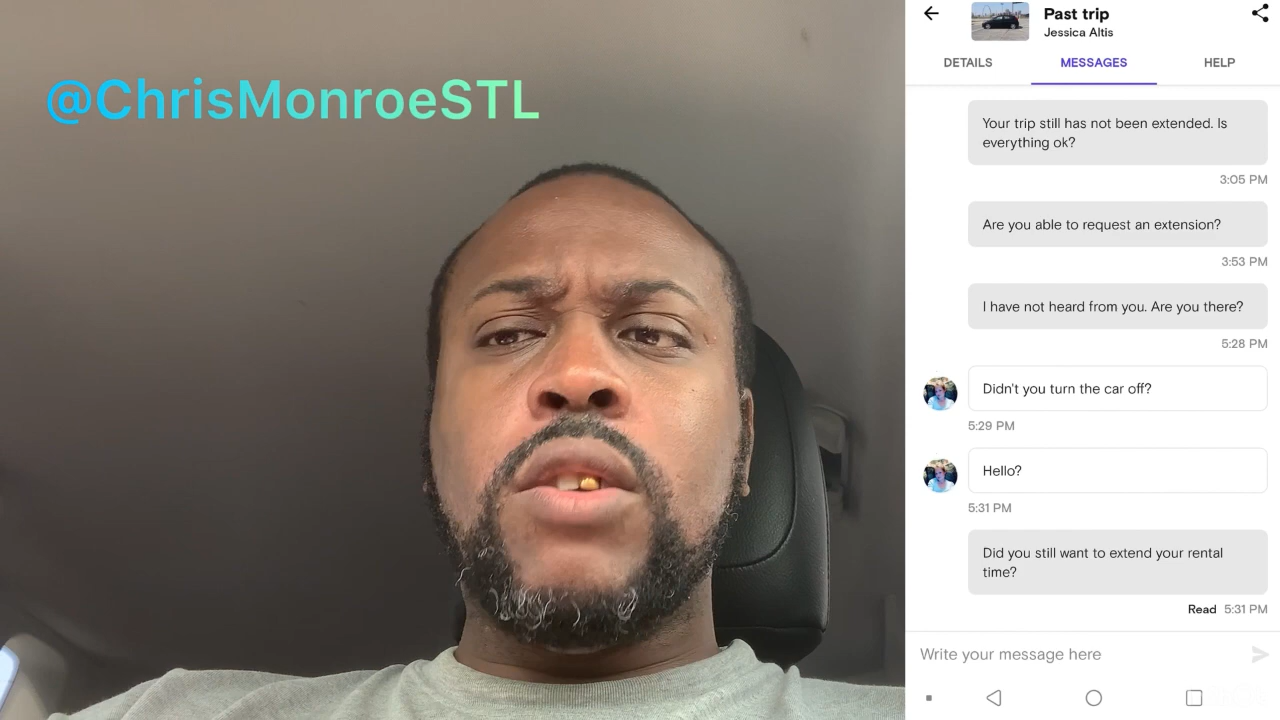 @ChrisMonroeSTL
Past trip
Jessica Altis
DETAILS
MESSAGES
HELP
Your trip still has not been extended. Is
everything ok?
3:05 PM
Are you able to request an extension?
3:53 PM
I have not heard from you. Are you there?
5:28 PM
Didn't you turn the car off?
5:29 PM
Hello?
5:31 PM
Did you still want to extend your rental
time?
Read 5:31 PM
Write your message here